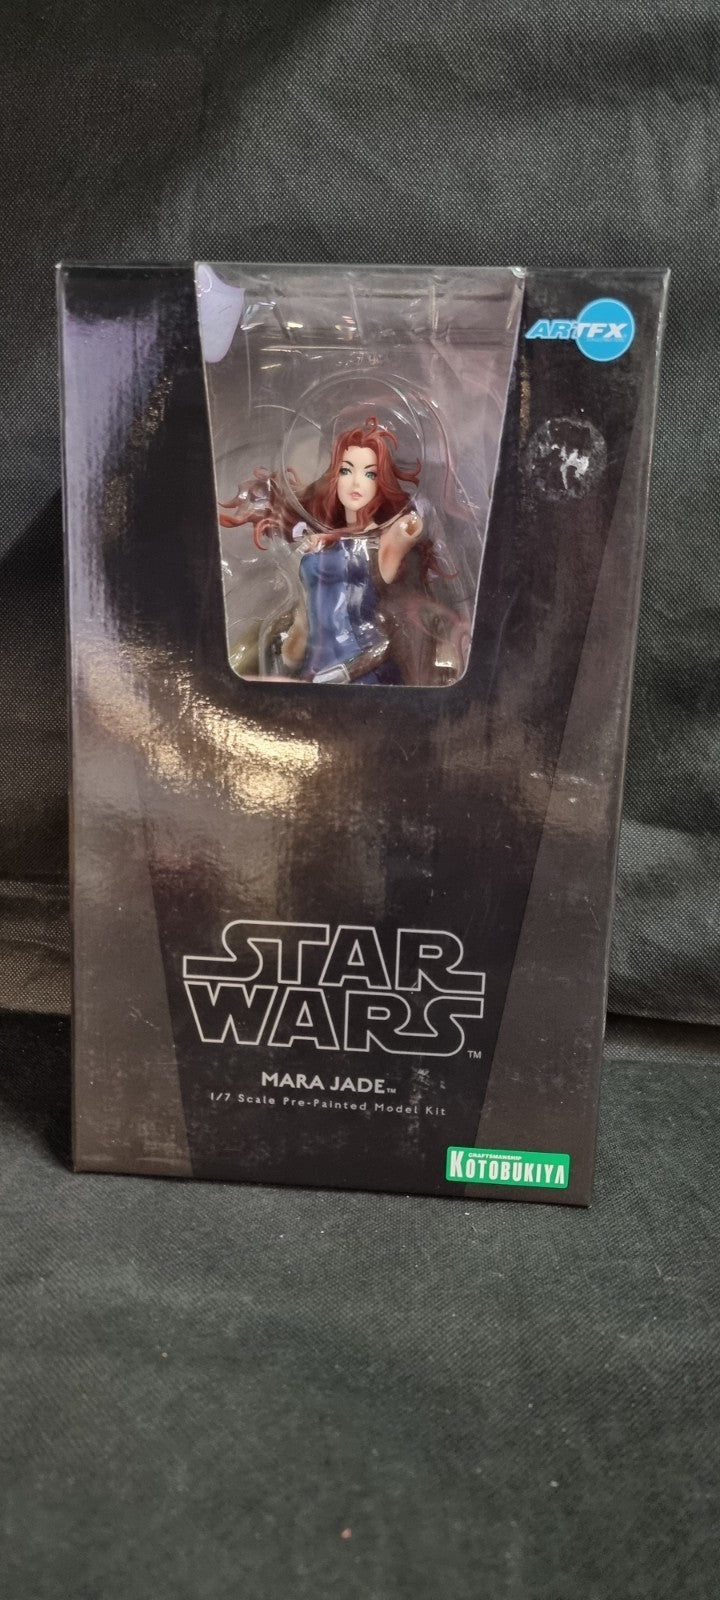 ARTFX
STAR
WARS
TM
MARA JADE™
1/7 Scale Pre-Painted Model Kit
CRAFTSMANSHIP
KOTOBUKIYA